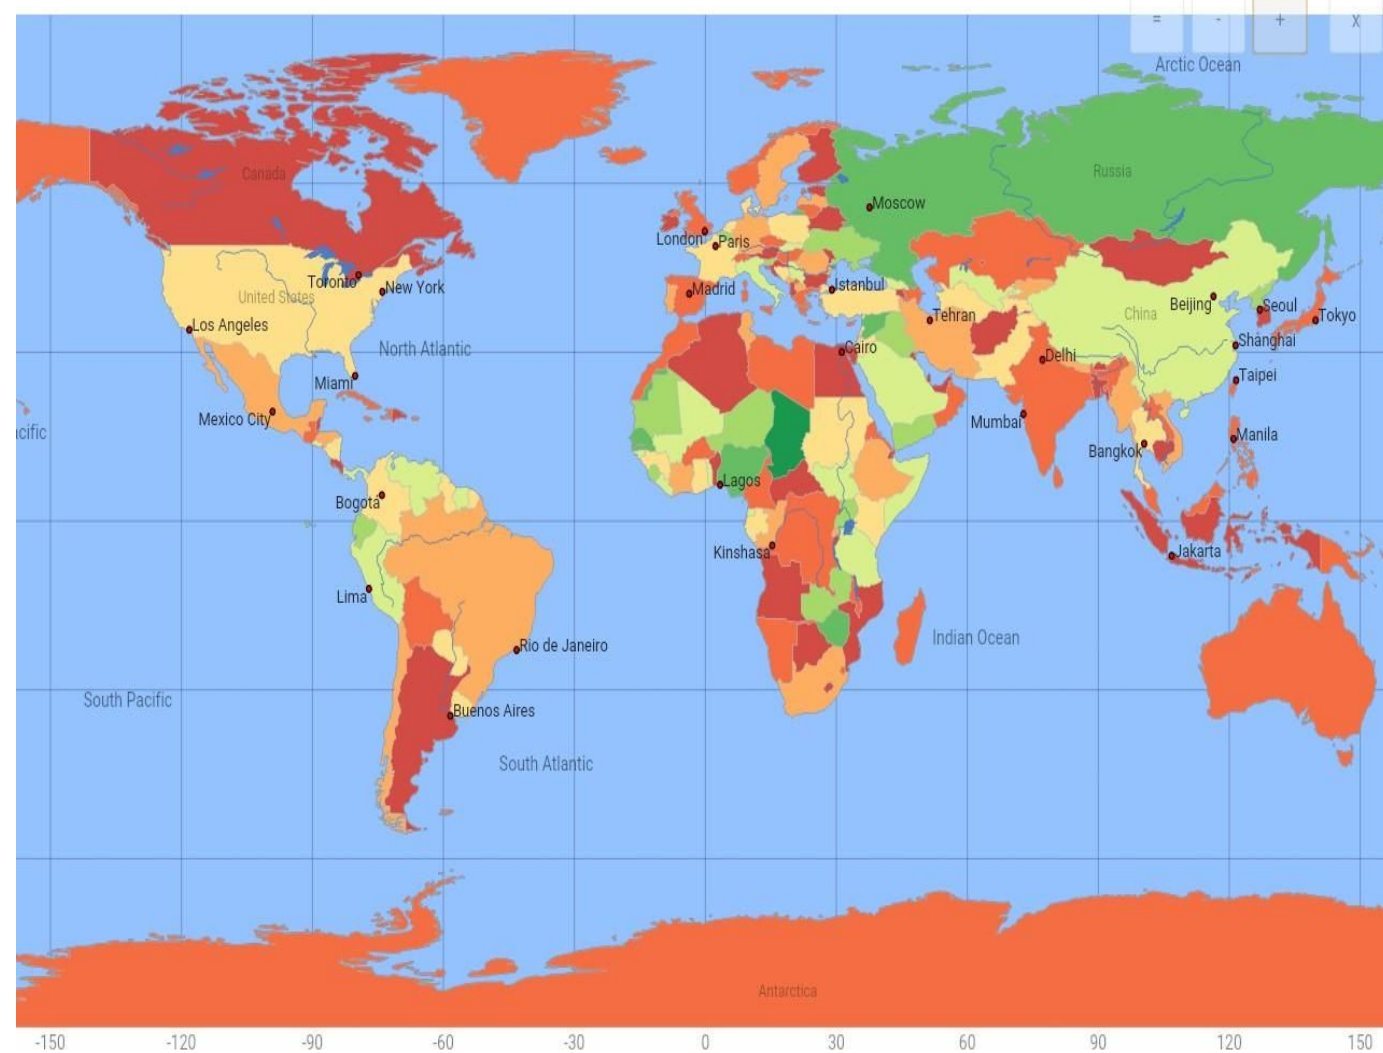 = - + x
Arctic Ocean
Canada
Russia
Moscow
London
Paris
Toronto
New York
United States
Madrid
Istanbul
Beijing
Seoul
Tokyo
Los Angeles
Tehran
China
North Atlantic
Cairo
Shanghai
Delhi
Miami
Taipei
Mexico City
Mumbai
cific
Manila
Bangkok
Lagos
Bogota
Kinshasa
Jakarta
Lima
Indian Ocean
Rio de Janeiro
South Pacific
Buenos Aires
South Atlantic
Antarctica
-150 -120 -90 -60 -30 0 30 60 90 120 150